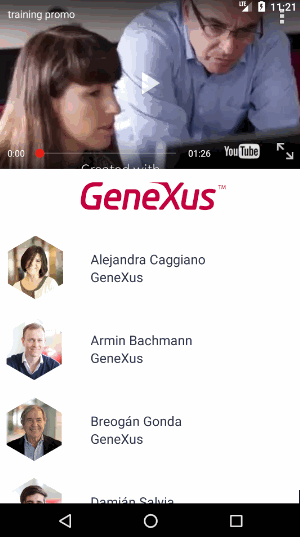 LTE 11:21
training promo
0:00 01:26 YouTube
Created with
GeneXus™
Alejandra Caggiano
GeneXus
Armin Bachmann
GeneXus
Breogán Gonda
GeneXus
Damián Salvia